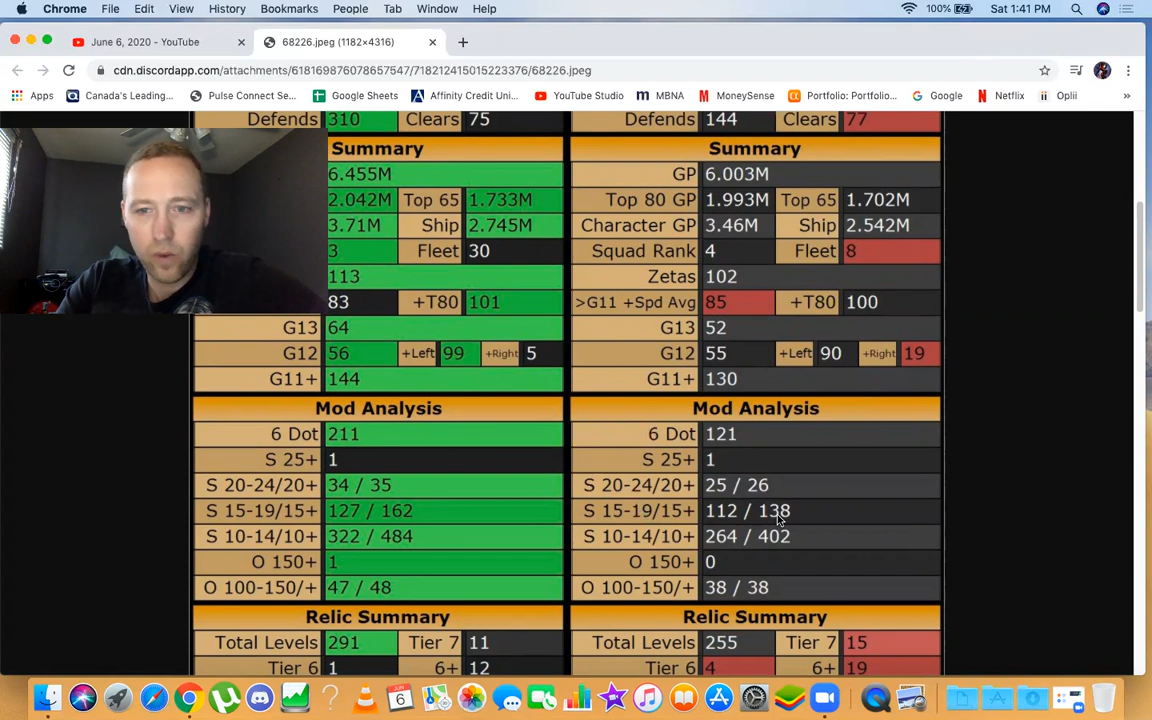 Chrome File Edit View History Bookmarks People Tab Window Help 100% Sat 1:41 PM
June 6, 2020 - YouTube 68226.jpeg (1182×4316)
cdn.discordapp.com/attachments/618169876078657547/718212415015223376/68226.jpeg
Apps Canada's Leading... Pulse Connect Se... Google Sheets Affinity Credit Uni... YouTube Studio MBNA MoneySense Portfolio: Portfolio... Google Netflix Oplii »
Defends 310 Clears 75 Defends 144 Clears 77
Summary Summary
6.455M GP 6.003M
2.042M Top 65 1.733M Top 80 GP 1.993M Top 65 1.702M
3.71M Ship 2.745M Character GP 3.46M Ship 2.542M
3 Fleet 30 Squad Rank 4 Fleet 8
113 Zetas 102
83 +T80 101 >G11 +Spd Avg 85 +T80 100
G13 64 G13 52
G12 56 +Left 99 +Right 5 G12 55 +Left 90 +Right 19
G11+ 144 G11+ 130
Mod Analysis Mod Analysis
6 Dot 211 6 Dot 121
S 25+ 1 S 25+ 1
S 20-24/20+ 34 / 35 S 20-24/20+ 25 / 26
S 15-19/15+ 127 / 162 S 15-19/15+ 112 / 138
S 10-14/10+ 322 / 484 S 10-14/10+ 264 / 402
O 150+ 1 O 150+ 0
O 100-150/+ 47 / 48 O 100-150/+ 38 / 38
Relic Summary Relic Summary
Total Levels 291 Tier 7 11 Total Levels 255 Tier 7 15
Tier 6 1 6+ 12 Tier 6 4 6+ 19